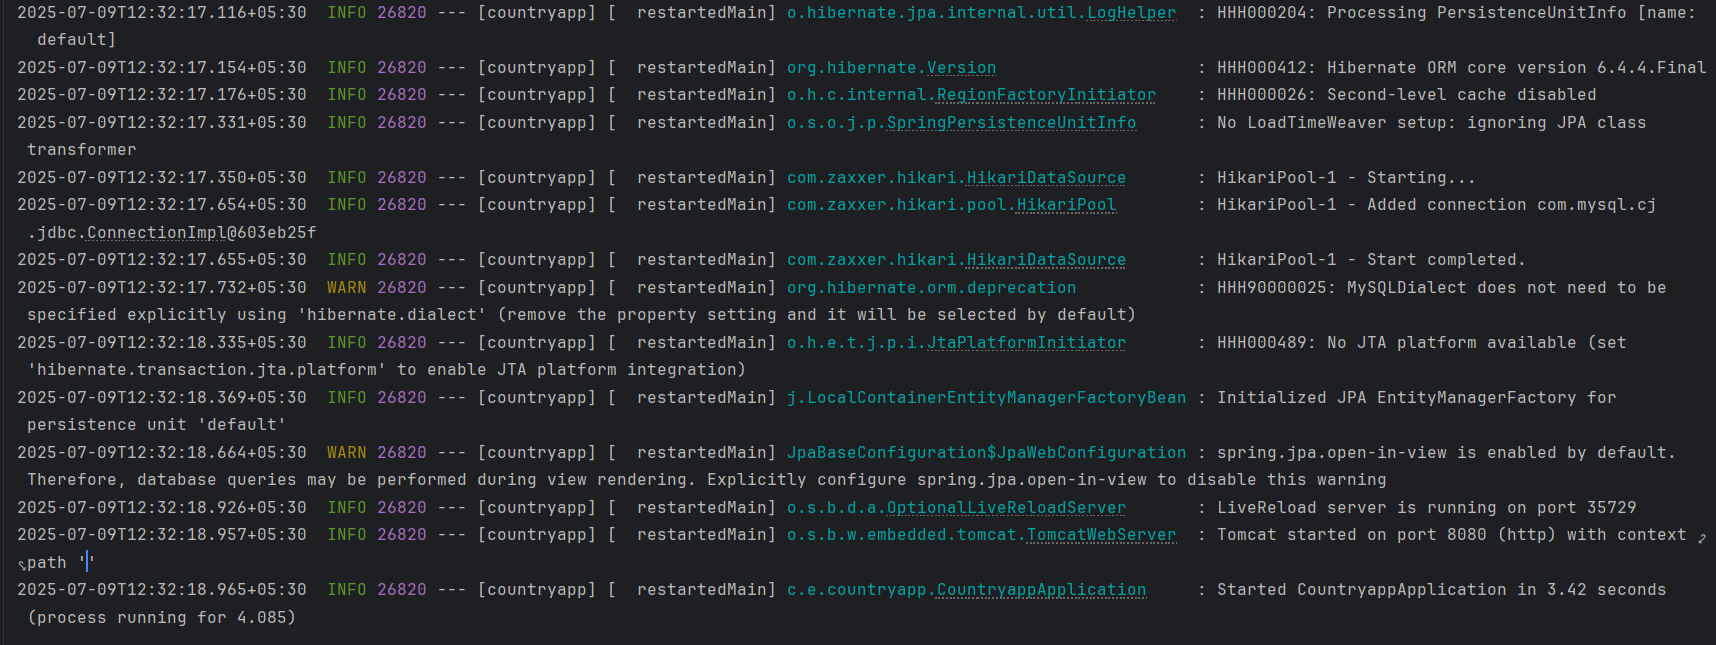 2025-07-09T12:32:17.116+05:30  INFO 26820 --- [countryapp] [  restartedMain] o.hibernate.jpa.internal.util.LogHelper  : HHH000204: Processing PersistenceUnitInfo [name:
default]
2025-07-09T12:32:17.154+05:30  INFO 26820 --- [countryapp] [  restartedMain] org.hibernate.Version                    : HHH000412: Hibernate ORM core version 6.4.4.Final
2025-07-09T12:32:17.176+05:30  INFO 26820 --- [countryapp] [  restartedMain] o.h.c.internal.RegionFactoryInitiator    : HHH000026: Second-level cache disabled
2025-07-09T12:32:17.331+05:30  INFO 26820 --- [countryapp] [  restartedMain] o.s.o.j.p.SpringPersistenceUnitInfo      : No LoadTimeWeaver setup: ignoring JPA class
transformer
2025-07-09T12:32:17.350+05:30  INFO 26820 --- [countryapp] [  restartedMain] com.zaxxer.hikari.HikariDataSource       : HikariPool-1 - Starting...
2025-07-09T12:32:17.654+05:30  INFO 26820 --- [countryapp] [  restartedMain] com.zaxxer.hikari.pool.HikariPool        : HikariPool-1 - Added connection com.mysql.cj
.jdbc.ConnectionImpl@603eb25f
2025-07-09T12:32:17.655+05:30  INFO 26820 --- [countryapp] [  restartedMain] com.zaxxer.hikari.HikariDataSource       : HikariPool-1 - Start completed.
2025-07-09T12:32:17.732+05:30  WARN 26820 --- [countryapp] [  restartedMain] org.hibernate.orm.deprecation            : HHH90000025: MySQLDialect does not need to be
specified explicitly using 'hibernate.dialect' (remove the property setting and it will be selected by default)
2025-07-09T12:32:18.335+05:30  INFO 26820 --- [countryapp] [  restartedMain] o.h.e.t.j.p.i.JtaPlatformInitiator       : HHH000489: No JTA platform available (set
'hibernate.transaction.jta.platform' to enable JTA platform integration)
2025-07-09T12:32:18.369+05:30  INFO 26820 --- [countryapp] [  restartedMain] j.LocalContainerEntityManagerFactoryBean : Initialized JPA EntityManagerFactory for
persistence unit 'default'
2025-07-09T12:32:18.664+05:30  WARN 26820 --- [countryapp] [  restartedMain] JpaBaseConfiguration$JpaWebConfiguration : spring.jpa.open-in-view is enabled by default.
Therefore, database queries may be performed during view rendering. Explicitly configure spring.jpa.open-in-view to disable this warning
2025-07-09T12:32:18.926+05:30  INFO 26820 --- [countryapp] [  restartedMain] o.s.b.d.a.OptionalLiveReloadServer       : LiveReload server is running on port 35729
2025-07-09T12:32:18.957+05:30  INFO 26820 --- [countryapp] [  restartedMain] o.s.b.w.embedded.tomcat.TomcatWebServer  : Tomcat started on port 8080 (http) with context
path ''
2025-07-09T12:32:18.965+05:30  INFO 26820 --- [countryapp] [  restartedMain] c.e.countryapp.CountryappApplication     : Started CountryappApplication in 3.42 seconds
(process running for 4.085)